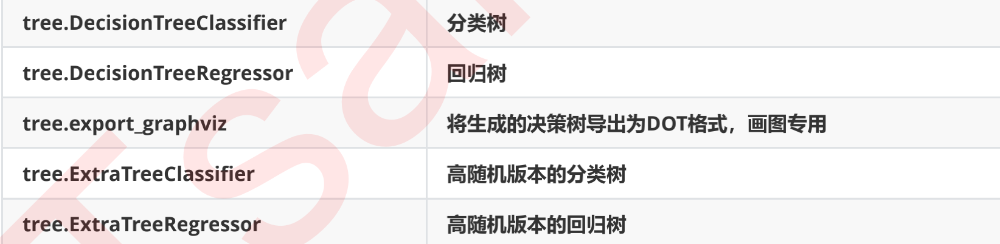 tree.DecisionTreeClassifier 分类树
tree.DecisionTreeRegressor 回归树
tree.export_graphviz 将生成的决策树导出为DOT格式，画图专用
tree.ExtraTreeClassifier 高随机版本的分类树
tree.ExtraTreeRegressor 高随机版本的回归树